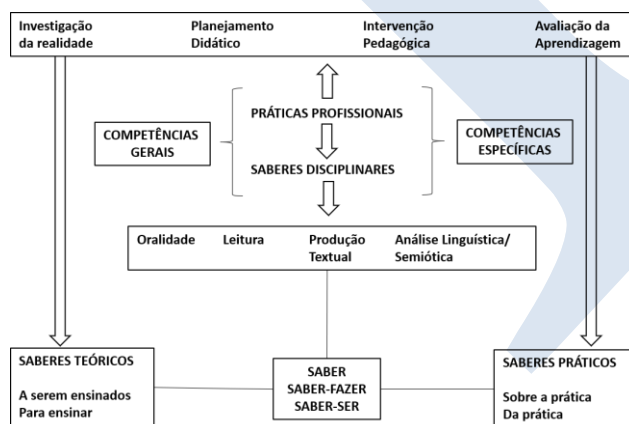 Investigação
da realidade
Planejamento
Didático
Intervenção
Pedagógica
Avaliação da
Aprendizagem
PRÁTICAS PROFISSIONAIS
COMPETÊNCIAS
GERAIS
COMPETÊNCIAS
ESPECÍFICAS
SABERES DISCIPLINARES
Oralidade
Leitura
Produção
Textual
Análise Linguística/
Semiótica
SABERES TEÓRICOS
A serem ensinados
Para ensinar
SABER
SABER-FAZER
SABER-SER
SABERES PRÁTICOS
Sobre a prática
Da prática